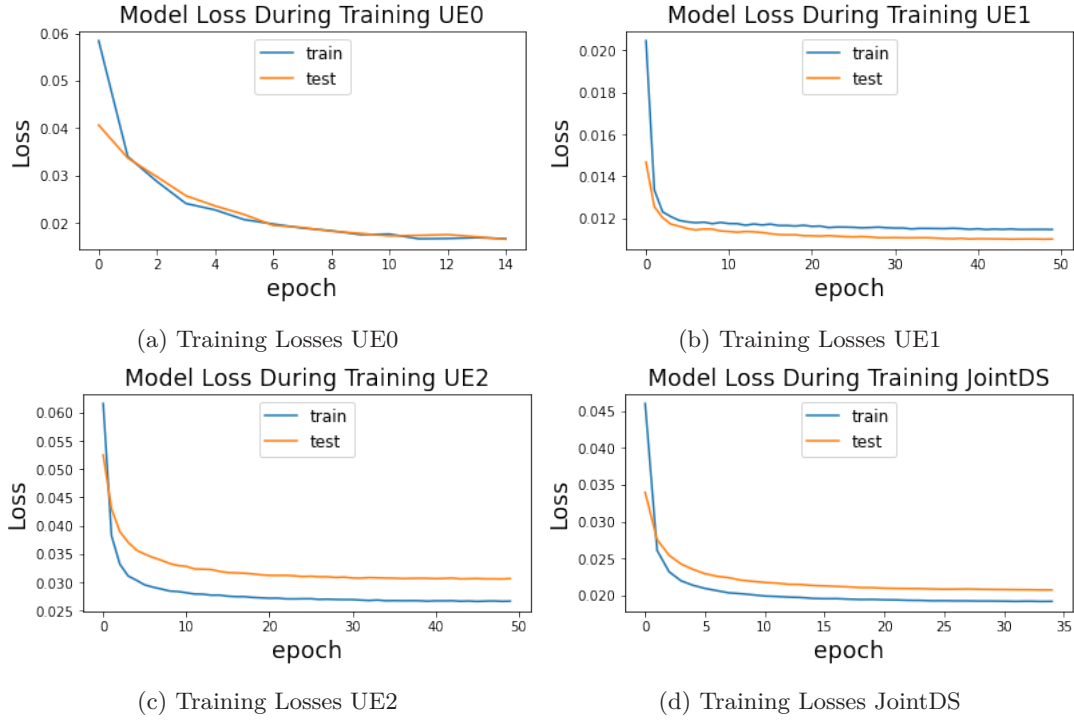 Model Loss During Training UE0
0.06
0.05
0.04
0.03
0.02
Loss
train
test
0 2 4 6 8 10 12 14
epoch
(a) Training Losses UE0
Model Loss During Training UE1
0.020
0.018
0.016
0.014
0.012
Loss
train
test
0 10 20 30 40 50
epoch
(b) Training Losses UE1
Model Loss During Training UE2
0.060
0.055
0.050
0.045
0.040
0.035
0.030
0.025
Loss
train
test
0 10 20 30 40 50
epoch
(c) Training Losses UE2
Model Loss During Training JointDS
0.045
0.040
0.035
0.030
0.025
0.020
Loss
train
test
0 5 10 15 20 25 30 35
epoch
(d) Training Losses JointDS